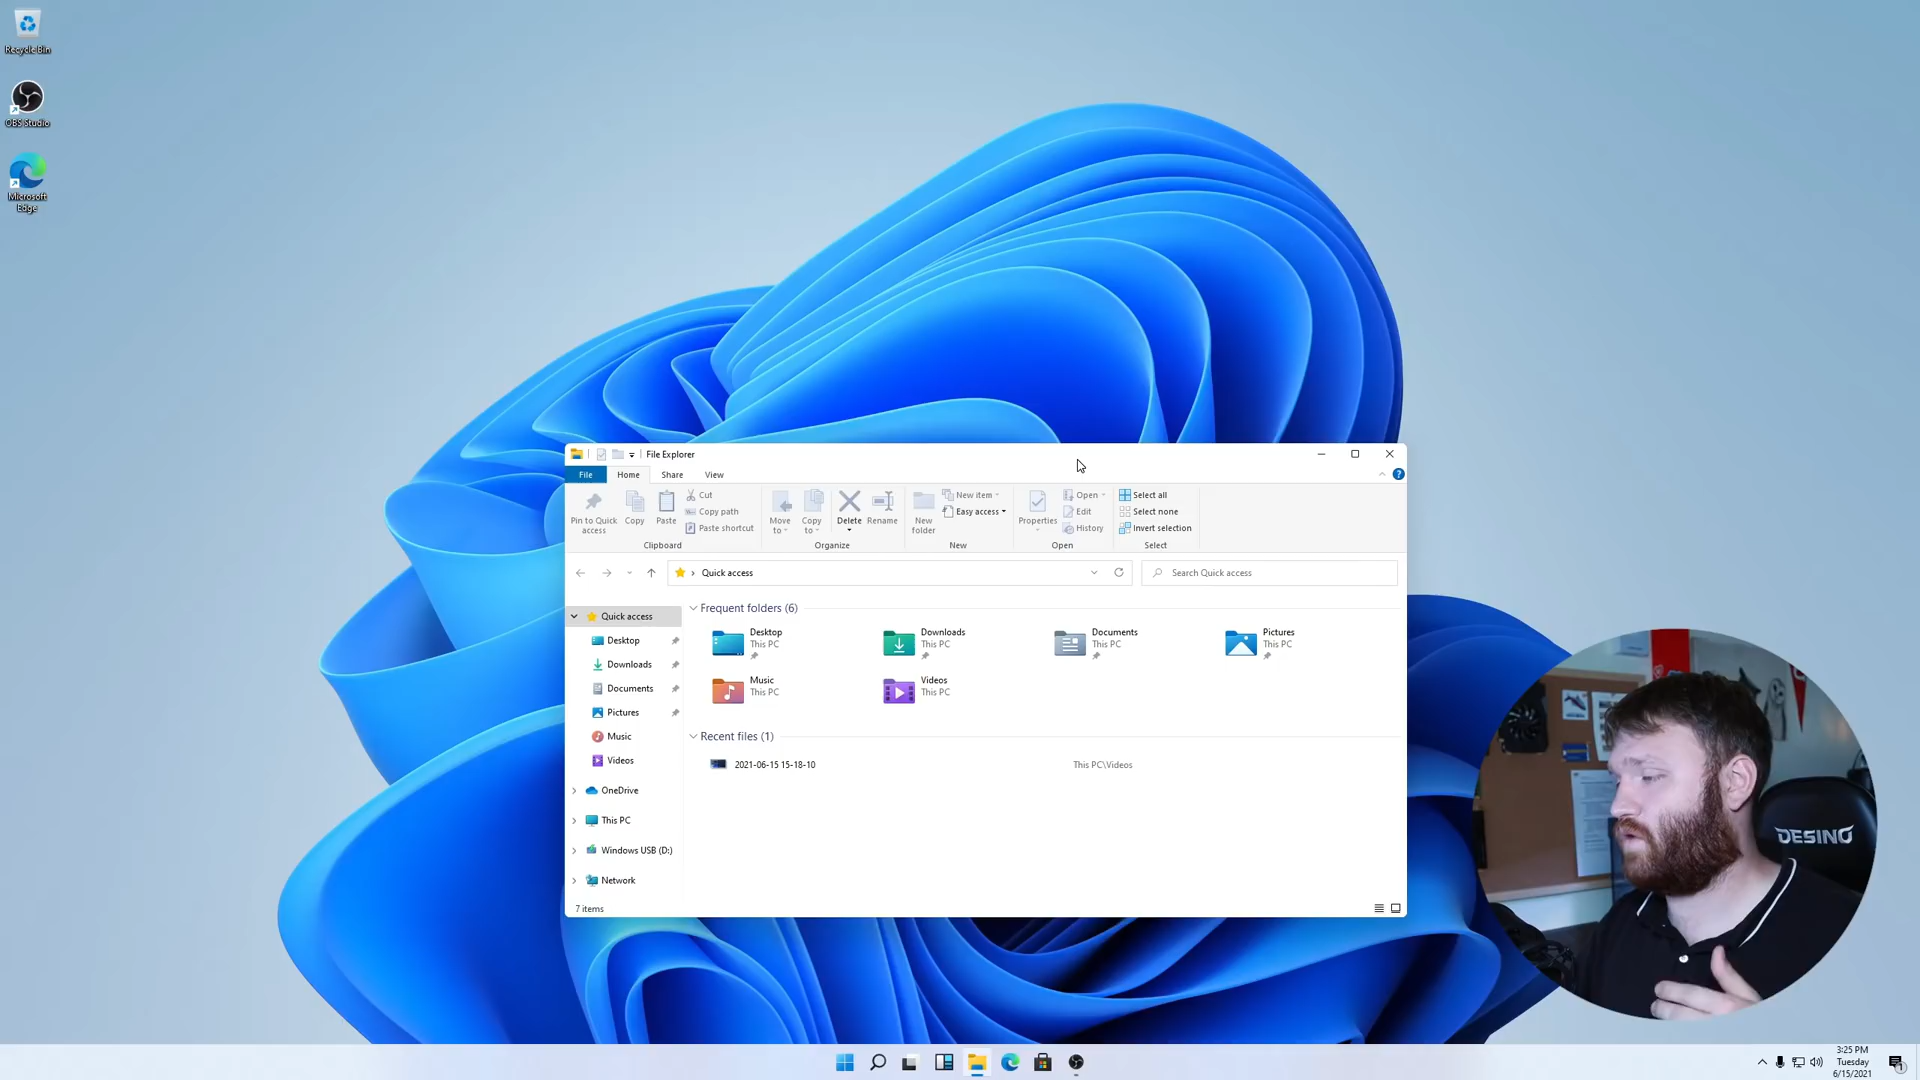 Recycle Bin
OBS Studio
Microsoft
Edge
File Explorer
File Home Share View
Pin to Quick
access
Copy
Paste
Cut
Copy path
Paste shortcut
Clipboard
Move
to
Copy
to
Delete
Rename
Organize
New
folder
New item
Easy access
New
Properties
Open
Edit
History
Open
Select all
Select none
Invert selection
Select
Quick access
Search Quick access
Quick access
Desktop
Downloads
Documents
Pictures
Music
Videos
OneDrive
This PC
Windows USB (D:)
Network
Frequent folders (6)
Desktop
This PC
Downloads
This PC
Documents
This PC
Pictures
This PC
Music
This PC
Videos
This PC
Recent files (1)
2021-06-15 15-18-10 This PC\Videos
7 items
DESINO
3:25 PM
Tuesday
6/15/2021
1